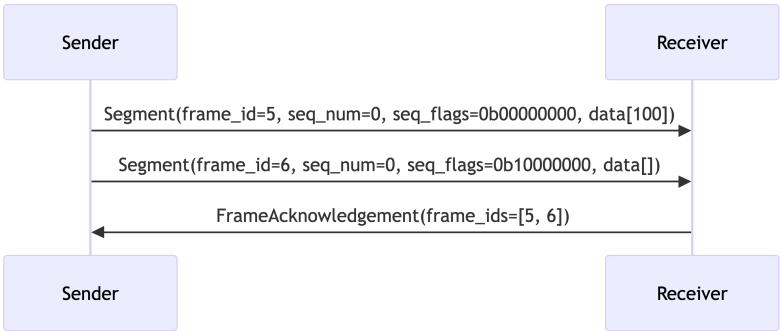 Sender
Receiver
Segment(frame_id=5, seq_num=0, seq_flags=0b00000000, data[100])
Segment(frame_id=6, seq_num=0, seq_flags=0b10000000, data[])
FrameAcknowledgement(frame_ids=[5, 6])
Sender
Receiver